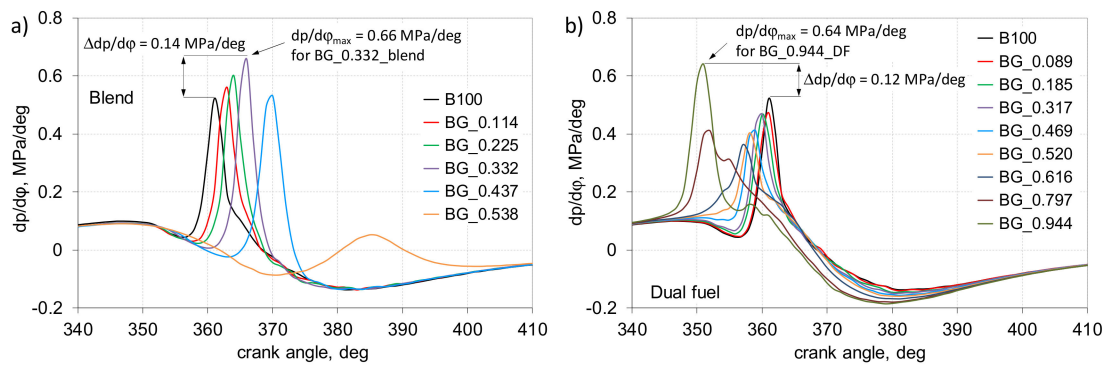 a)
Δdp/dφ = 0.14 MPa/deg
dp/dφmax = 0.66 MPa/deg
for BG_0.332_blend
Blend
B100
BG_0.114
BG_0.225
BG_0.332
BG_0.437
BG_0.538
dp/dφ, MPa/deg
0.8
0.6
0.4
0.2
0
-0.2
340 350 360 370 380 390 400 410
crank angle, deg
b)
dp/dφmax = 0.64 MPa/deg
for BG_0.944_DF
Δdp/dφ = 0.12 MPa/deg
B100
BG_0.089
BG_0.185
BG_0.317
BG_0.469
BG_0.520
BG_0.616
BG_0.797
BG_0.944
Dual fuel
dp/dφ, MPa/deg
0.8
0.6
0.4
0.2
0
-0.2
340 350 360 370 380 390 400 410
crank angle, deg